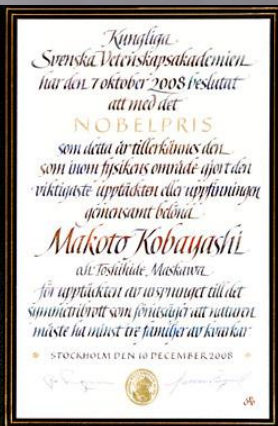 Kungliga
Svenska Vetenskapsakademien
har den 7 oktober 2008 beslutat
att med det
NOBELPRIS
som detta år tillerkännes den
som inom fysikens område gjort den
viktigaste upptäckten eller uppfinningen
gemensamt belöna
Makoto Kobayashi
och Toshihide Maskawa
för upptäckten av ursprunget till det
symmetribrott som förutsäger att naturen
måste ha minst tre familjer av kvarkar
STOCKHOLM DEN 10 DECEMBER 2008